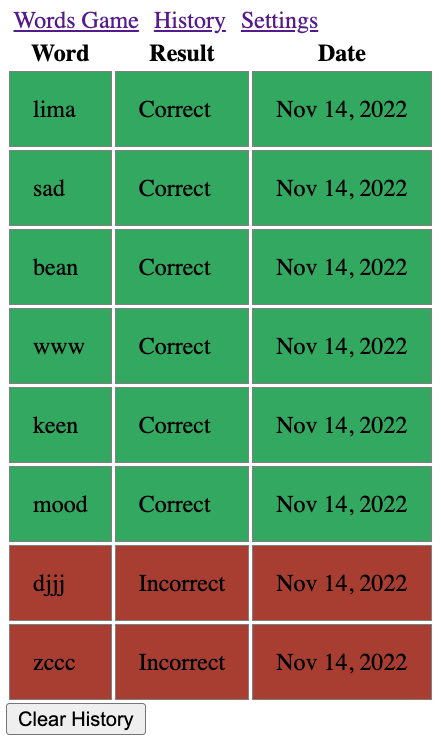 Words Game History Settings
Word Result Date
lima Correct Nov 14, 2022
sad Correct Nov 14, 2022
bean Correct Nov 14, 2022
www Correct Nov 14, 2022
keen Correct Nov 14, 2022
mood Correct Nov 14, 2022
djjj Incorrect Nov 14, 2022
zccc Incorrect Nov 14, 2022
Clear History